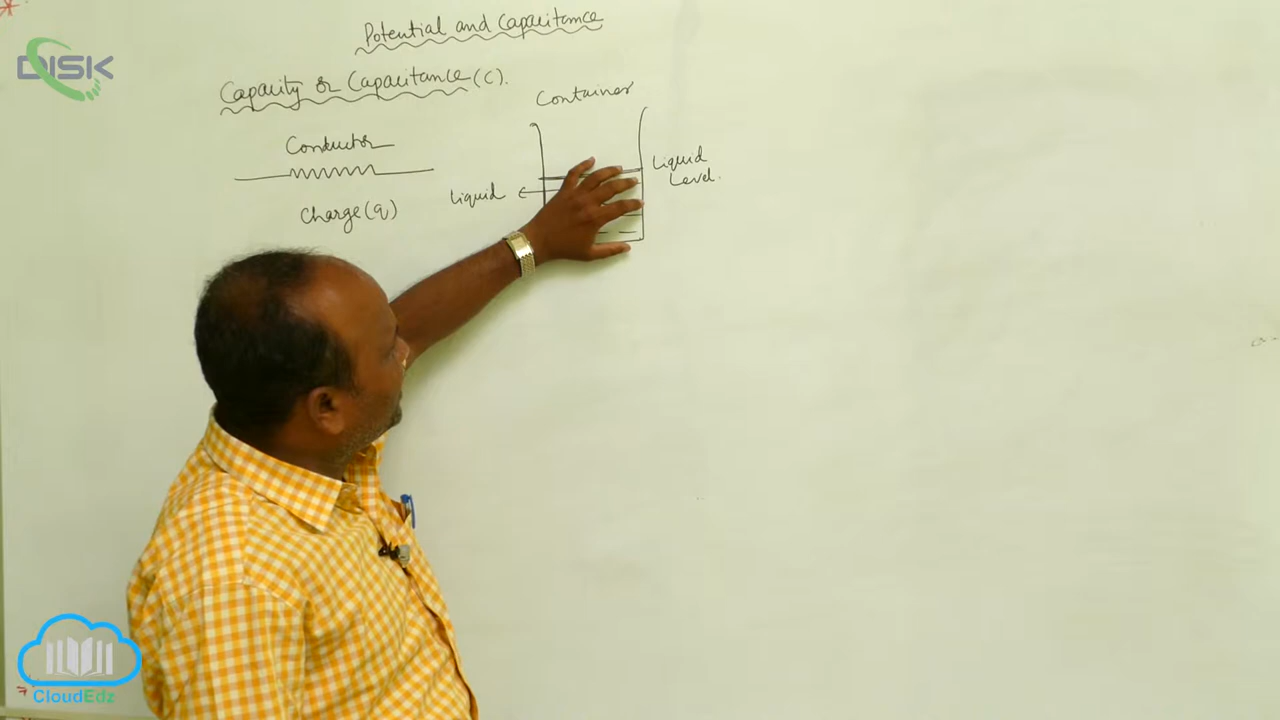 Potential and Capacitance
DISK
Capacity or Capacitance (C).
Container
Conductor
Liquid
Level.
Liquid
Charge (q)
CloudEdz